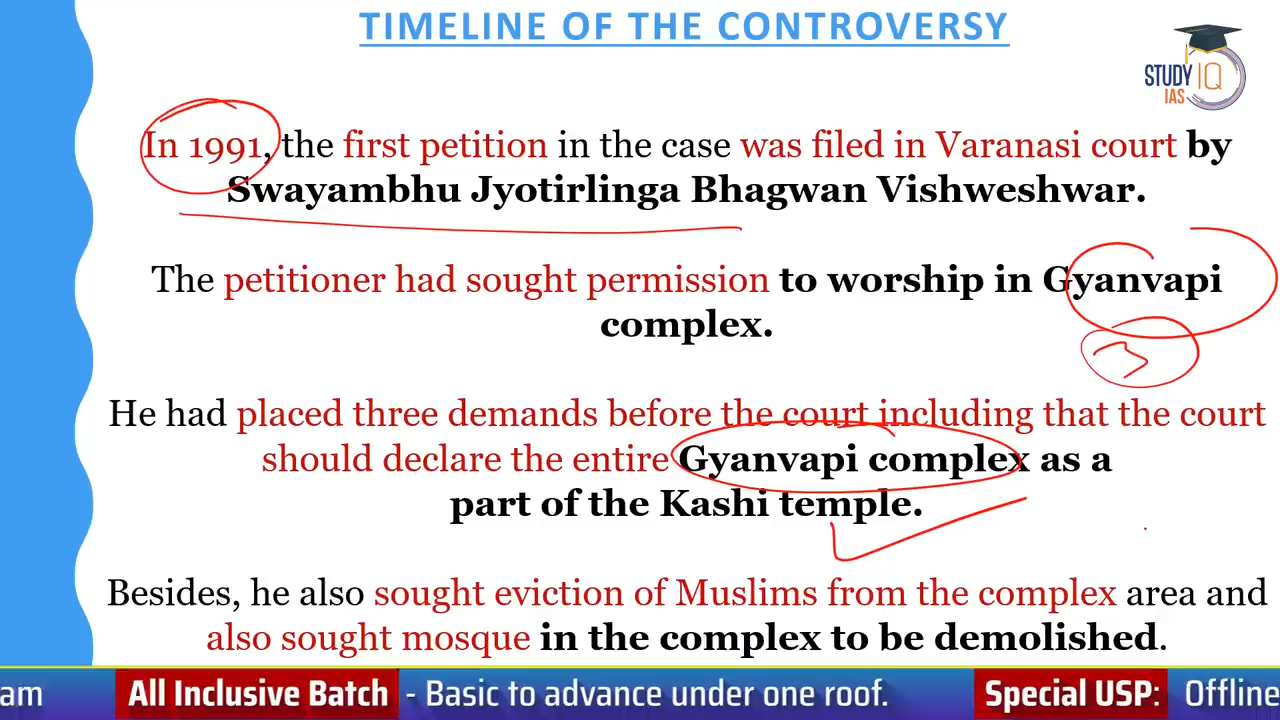 TIMELINE OF THE CONTROVERSY
STUDY IQ
IAS
In 1991, the first petition in the case was filed in Varanasi court by
Swayambhu Jyotirlinga Bhagwan Vishweshwar.
The petitioner had sought permission to worship in Gyanvapi
complex.
3
He had placed three demands before the court including that the court
should declare the entire Gyanvapi complex as a
part of the Kashi temple.
Besides, he also sought eviction of Muslims from the complex area and
also sought mosque in the complex to be demolished.
am All Inclusive Batch - Basic to advance under one roof. Special USP: Offline